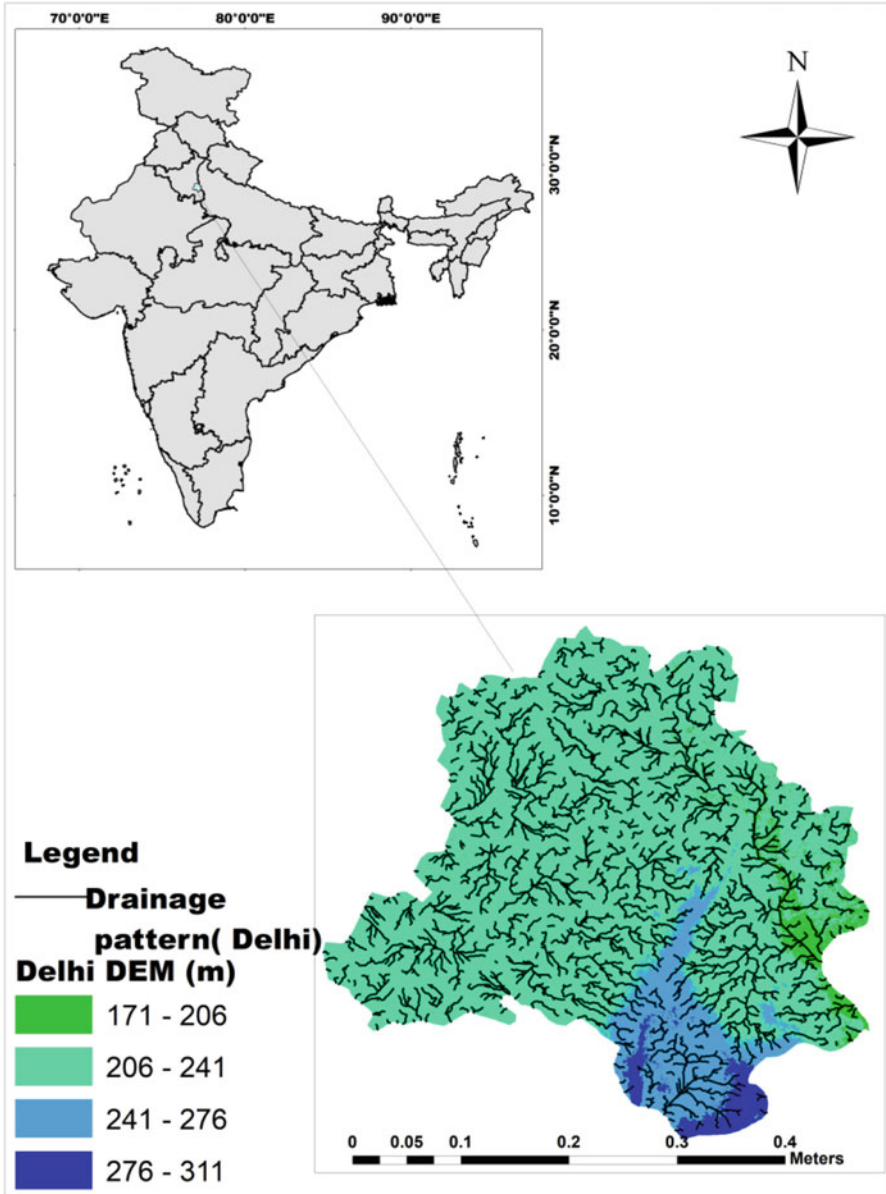 70°0'0"E 80°0'0"E 90°0'0"E
N
30°0'0"N
20°0'0"N
10°0'0"N
Legend
Drainage
pattern( Delhi)
Delhi DEM (m)
171 - 206
206 - 241
241 - 276
276 - 311
0 0.05 0.1 0.2 0.3 0.4
Meters